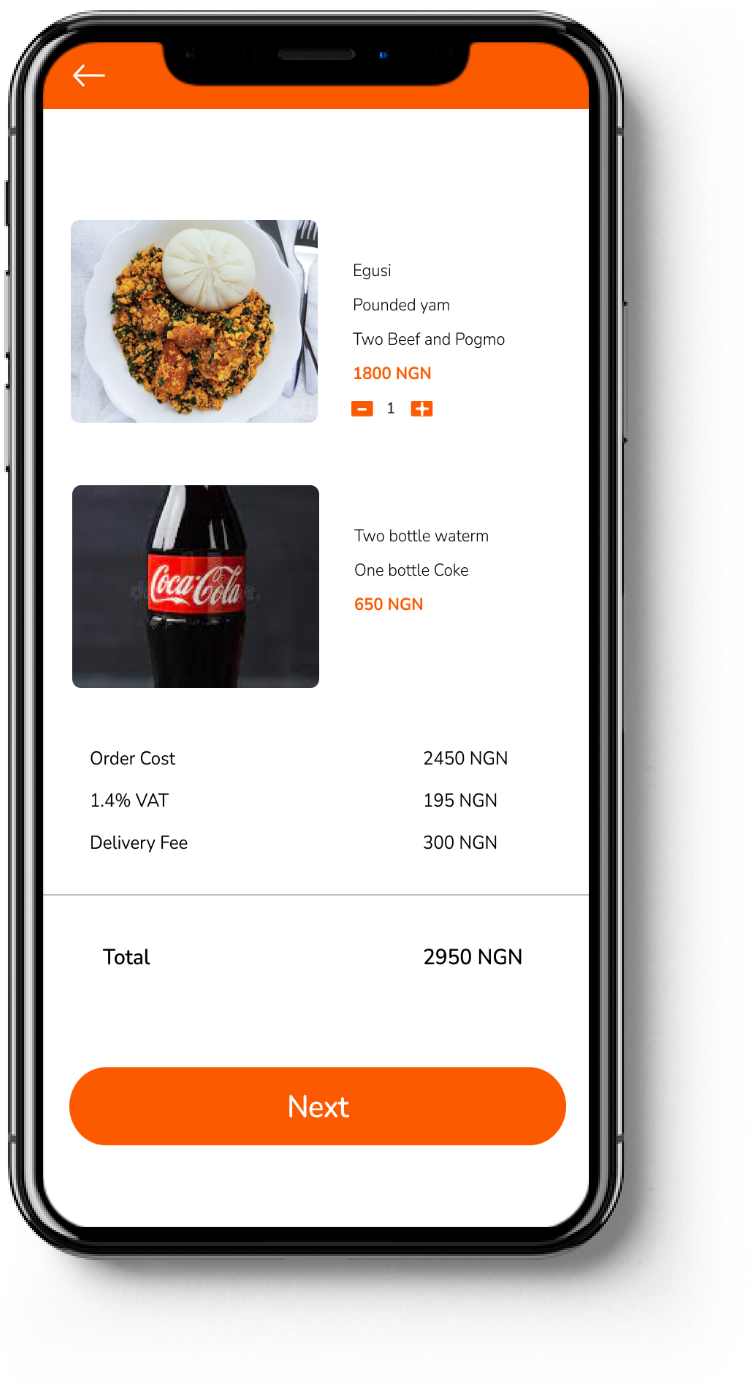 Egusi
Pounded yam
Two Beef and Pogmo
1800 NGN
1
Coca-Cola
Two bottle waterm
One bottle Coke
650 NGN
Order Cost 2450 NGN
1.4% VAT 195 NGN
Delivery Fee 300 NGN
Total 2950 NGN
Next